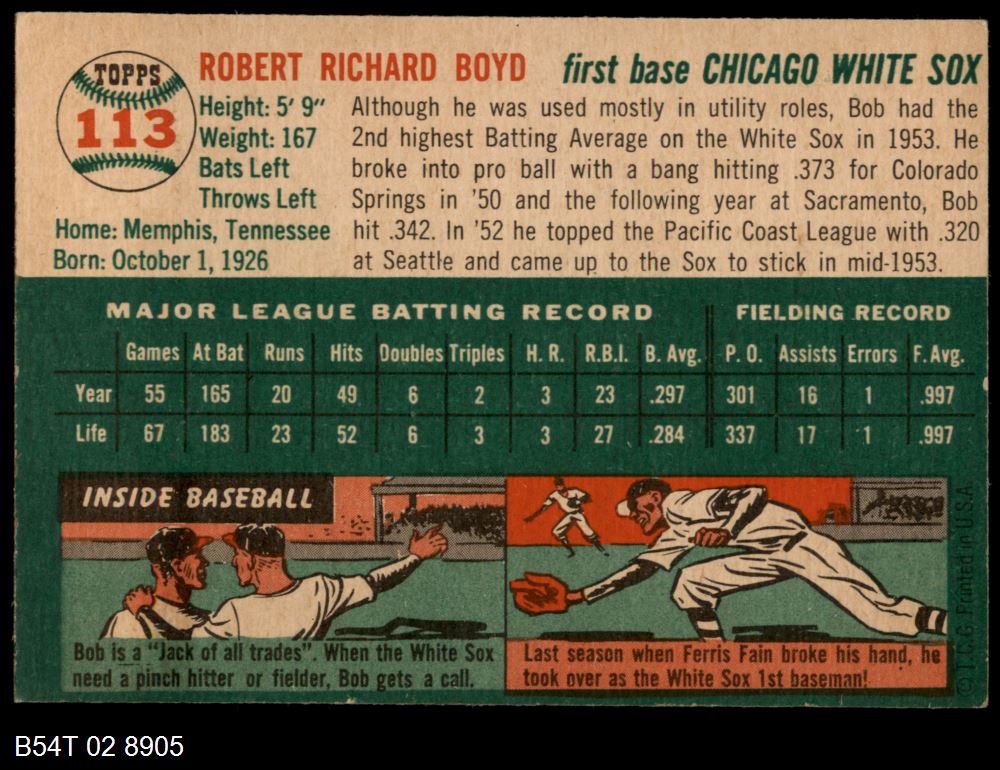 TOPPS
113
ROBERT RICHARD BOYD first base CHICAGO WHITE SOX
Height: 5' 9"
Weight: 167
Bats Left
Throws Left
Home: Memphis, Tennessee
Born: October 1, 1926
Although he was used mostly in utility roles, Bob had the
2nd highest Batting Average on the White Sox in 1953. He
broke into pro ball with a bang hitting .373 for Colorado
Springs in '50 and the following year at Sacramento, Bob
hit .342. In '52 he topped the Pacific Coast League with .320
at Seattle and came up to the Sox to stick in mid-1953.
MAJOR LEAGUE BATTING RECORD FIELDING RECORD
Games At Bat Runs Hits Doubles Triples H. R. R.B.I. B. Avg. P. O. Assists Errors F. Avg.
Year 55 165 20 49 6 2 3 23 .297 301 16 1 .997
Life 67 183 23 52 6 3 3 27 .284 337 17 1 .997
INSIDE BASEBALL
Bob is a "Jack of all trades". When the White Sox
need a pinch hitter or fielder, Bob gets a call.
Last season when Ferris Fain broke his hand, he
took over as the White Sox 1st baseman!
© T.C.G. Printed in U.S.A.
B54T 02 8905